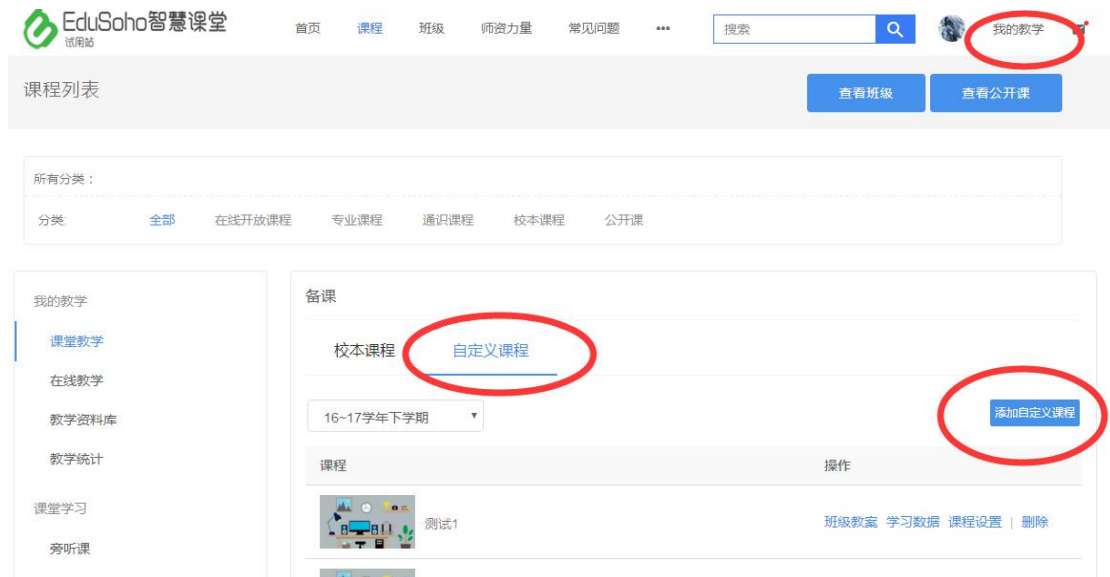 EduSoho智慧课堂
试用站
首页 课程 班级 师资力量 常见问题 ••• 搜索 我的教学
课程列表 查看班级 查看公开课
所有分类：
分类: 全部 在线开放课程 专业课程 通识课程 校本课程 公开课
我的教学
课堂教学
在线教学
教学资料库
教学统计
课堂学习
旁听课
备课
校本课程 自定义课程
16~17学年下学期 添加自定义课程
课程 操作
测试1 班级教案 学习数据 课程设置 | 删除